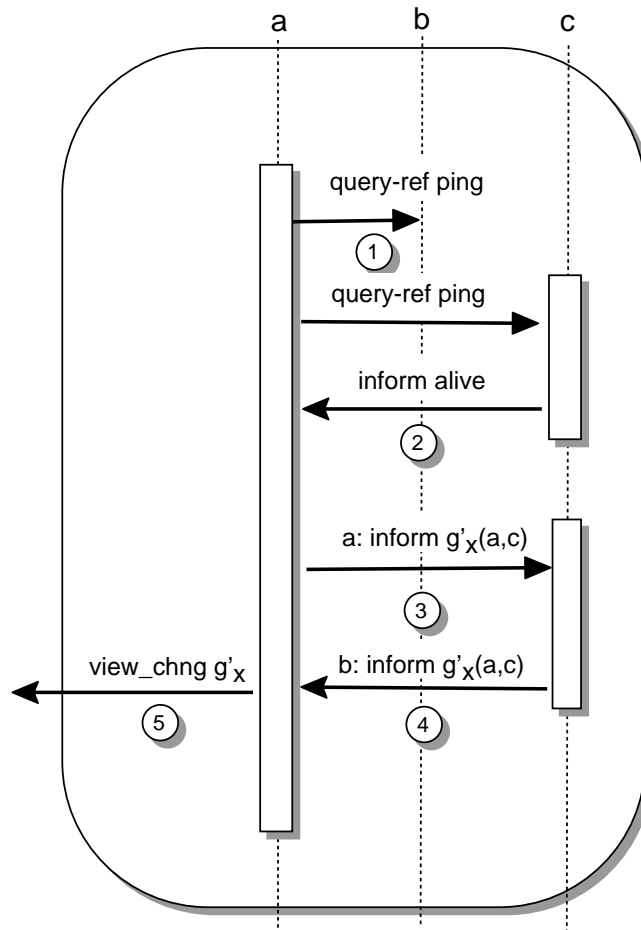 a b c
query-ref ping
1
query-ref ping
inform alive
2
a: inform g'x(a,c)
3
view_chng g'x
b: inform g'x(a,c)
5
4